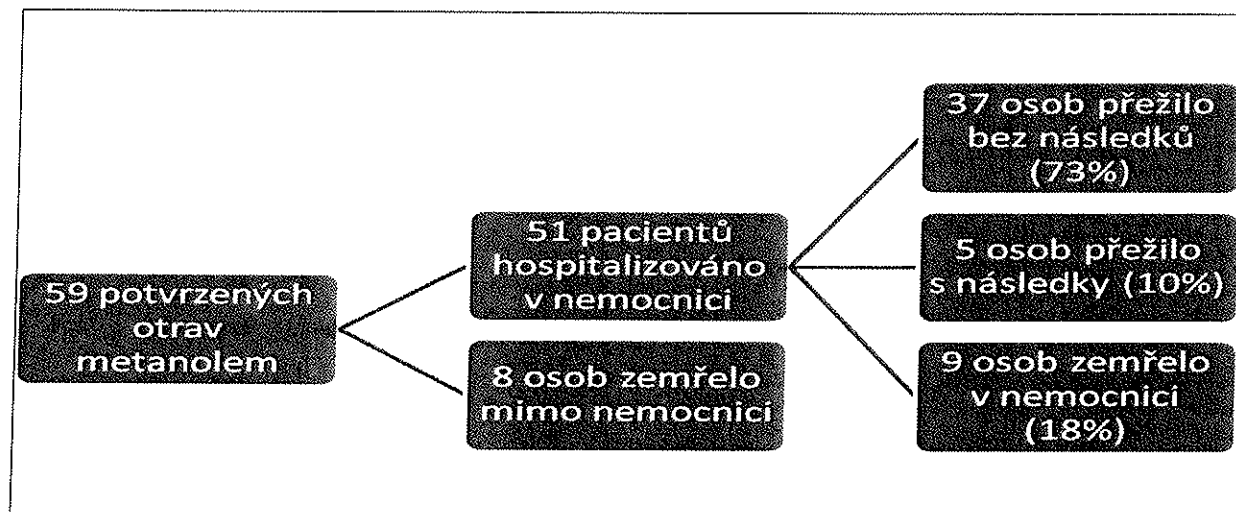 59 potvrzených
otrav
metanolem
51 pacientů
hospitalizováno
v nemocnici
8 osob zemřelo
mimo nemocnici
37 osob přežilo
bez následků
(73%)
5 osob přežilo
s následky (10%)
9 osob zemřelo
v nemocnici
(18%)